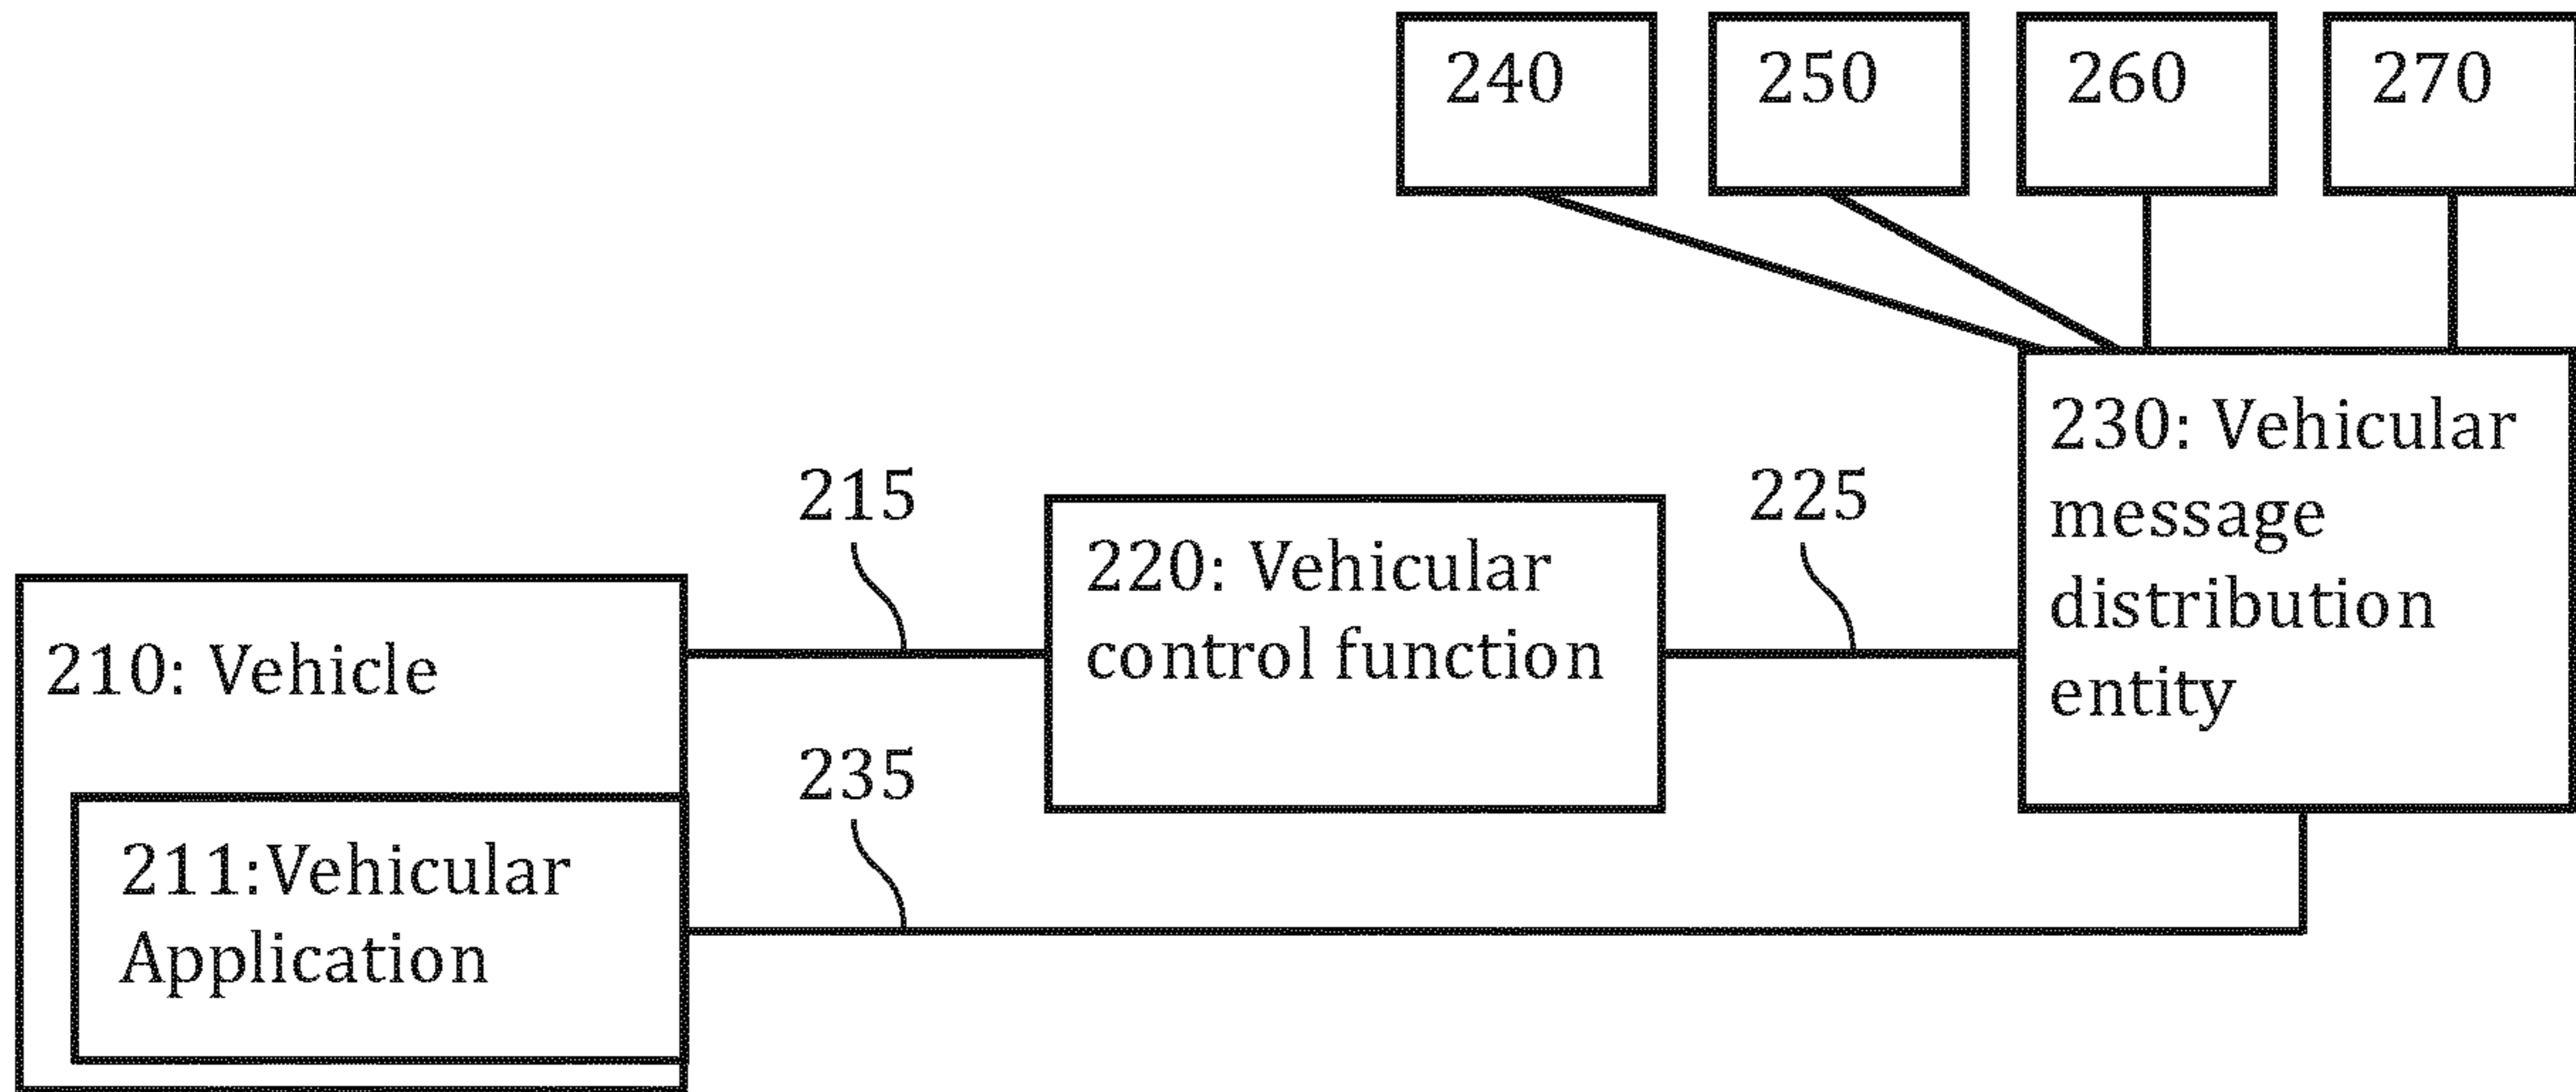 240
250
260
270
230: Vehicular
message
distribution
entity
215
225
220: Vehicular
control function
210: Vehicle
235
211:Vehicular
Application